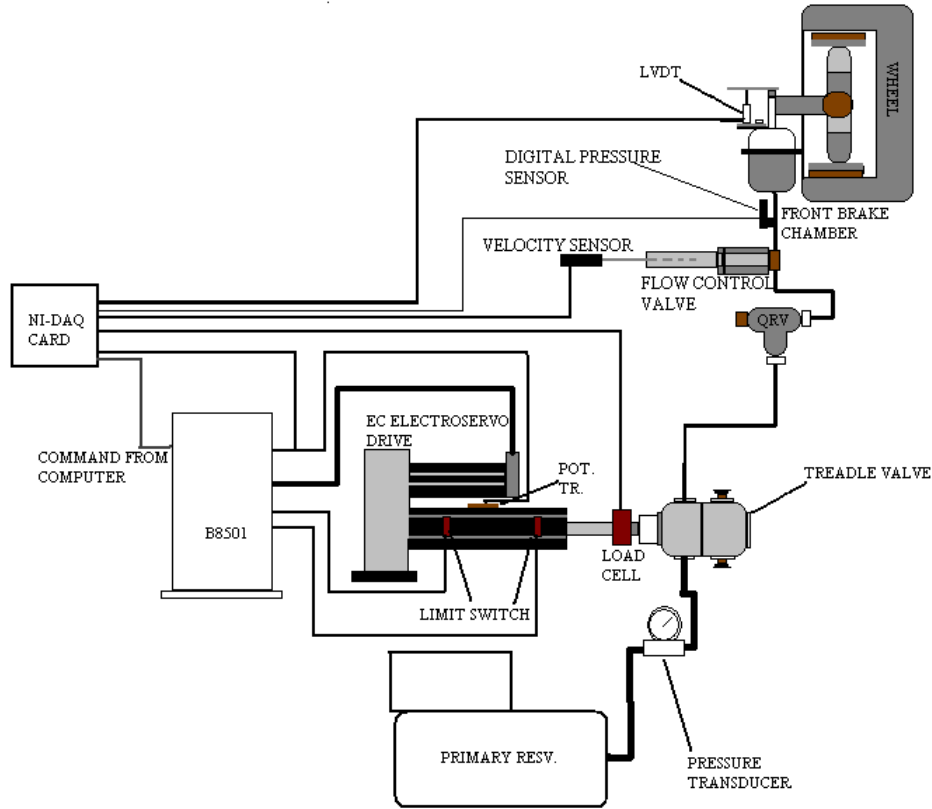 LVDT
WHEEL
DIGITAL PRESSURE
SENSOR
FRONT BRAKE
CHAMBER
VELOCITY SENSOR
FLOW CONTROL
VALVE
NI-DAQ
CARD
QRV
EC ELECTROSERVO
DRIVE
COMMAND FROM
COMPUTER
POT.
TR.
TREADLE VALVE
B8501
LOAD
CELL
LIMIT SWITCH
PRIMARY RESV.
PRESSURE
TRANSDUCER